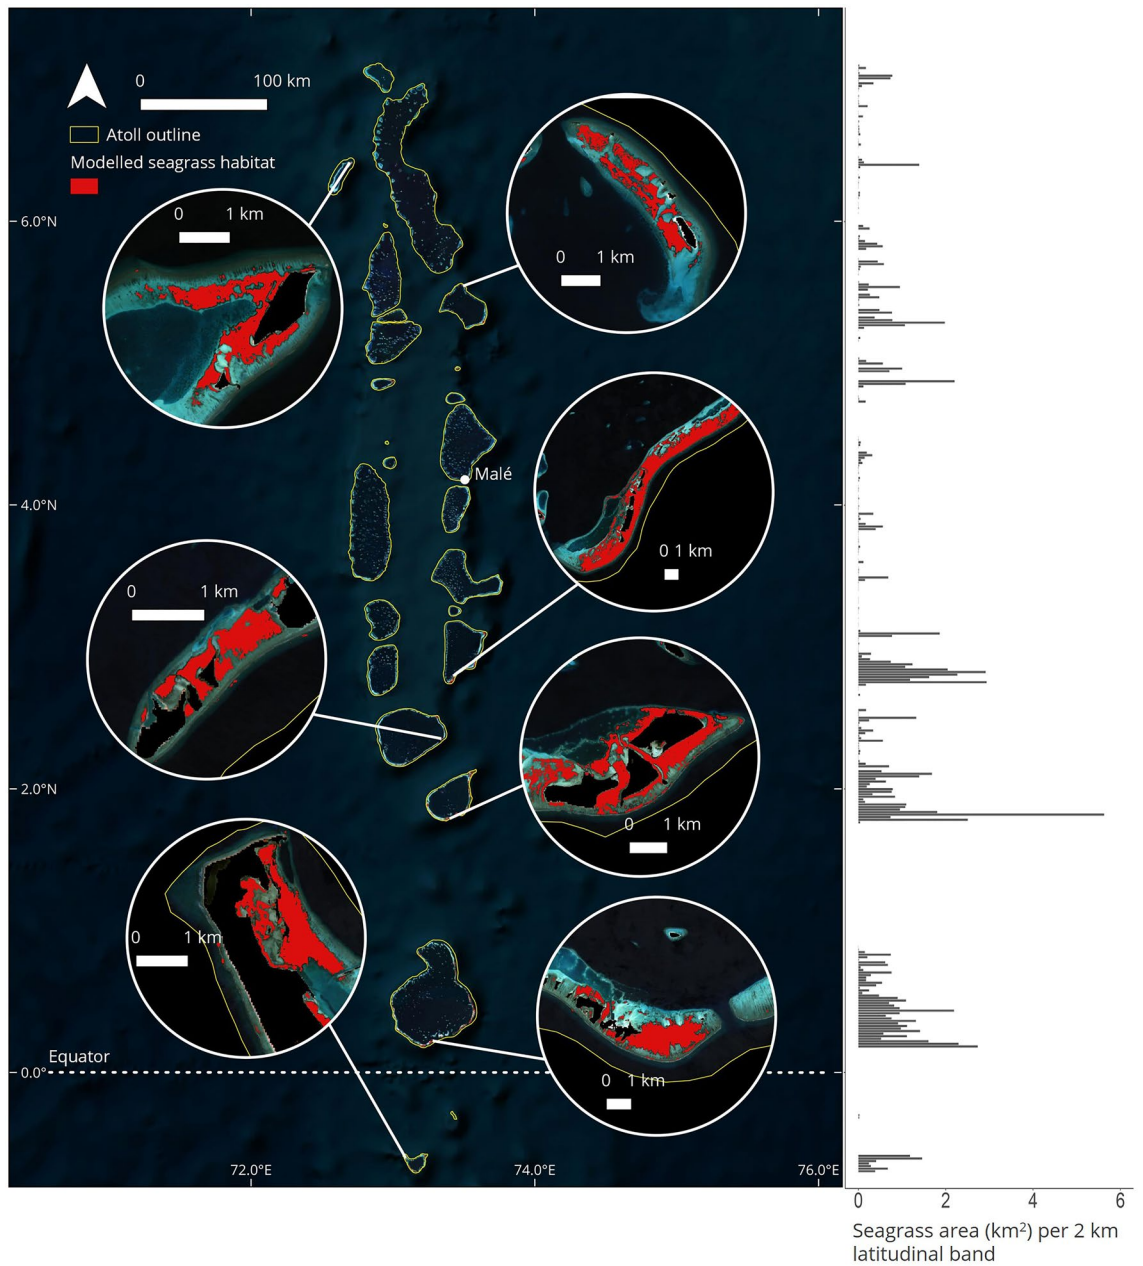 0 100 km
Atoll outline
Modelled seagrass habitat
0 1 km
0 1 km
6.0°N
Malé
4.0°N
0 1 km
0 1 km
2.0°N
0 1 km
0 1 km
Equator
0.0°
0 1 km
72.0°E 74.0°E 76.0°E
0 2 4 6
Seagrass area (km²) per 2 km
latitudinal band